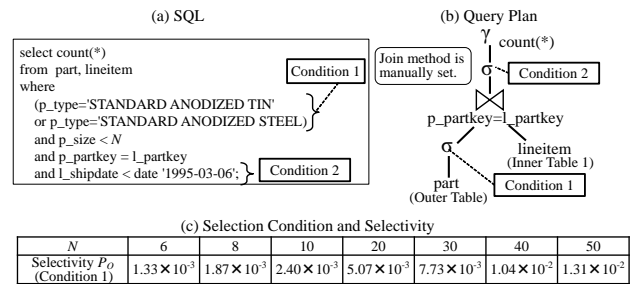 (a) SQL
select count(*)
from part, lineitem
where
(p_type='STANDARD ANODIZED TIN'
or p_type='STANDARD ANODIZED STEEL)
and p_size < N
and p_partkey = l_partkey
and l_shipdate < date '1995-03-06';
Condition 1
Condition 2
(b) Query Plan
γ count(*)
Join method is
manually set.
σ
Condition 2
p_partkey=l_partkey
σ
lineitem
(Inner Table 1)
part
(Outer Table)
Condition 1
(c) Selection Condition and Selectivity
N 6 8 10 20 30 40 50
Selectivity P_O
(Condition 1) 1.33×10⁻³ 1.87×10⁻³ 2.40×10⁻³ 5.07×10⁻³ 7.73×10⁻³ 1.04×10⁻² 1.31×10⁻²